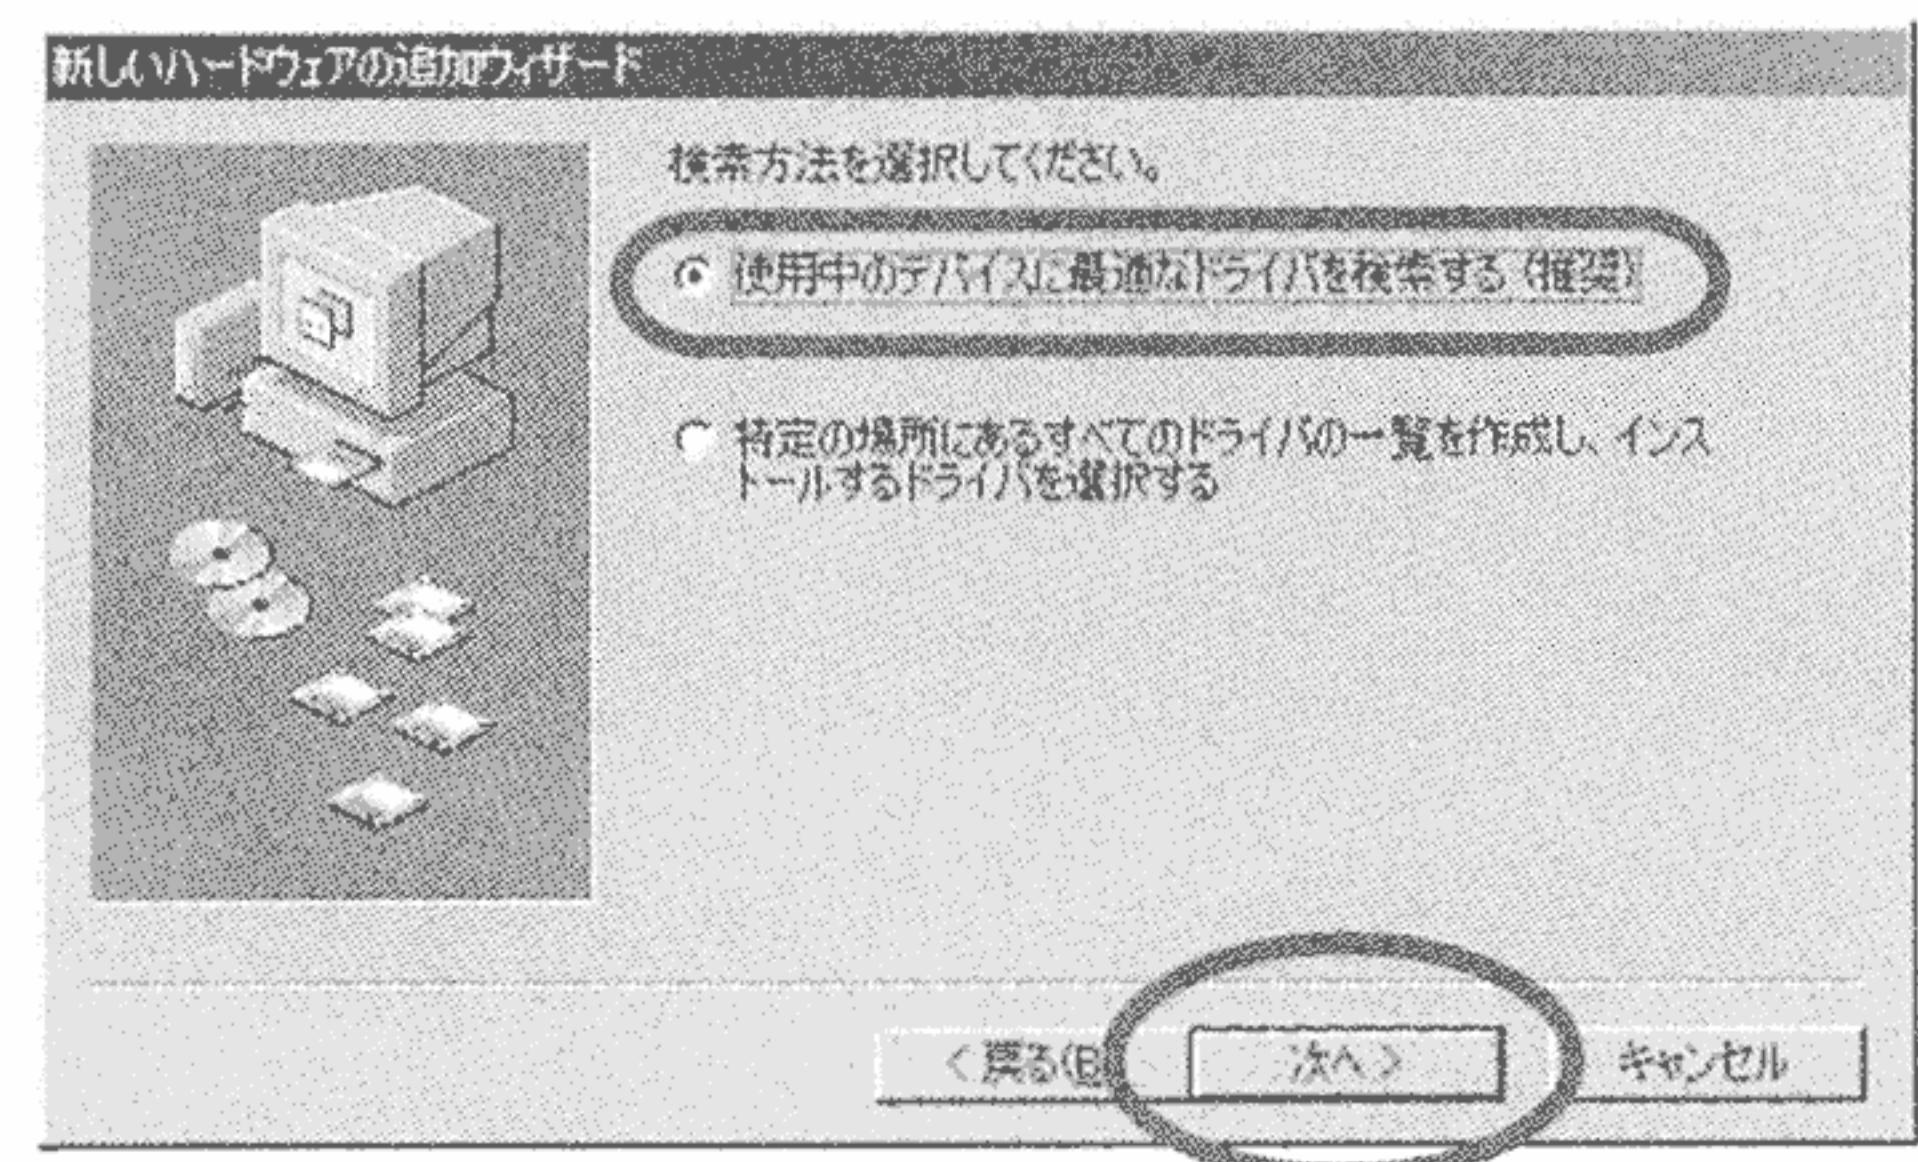 新しいハードウェアの追加ウィザード
検索方法を選択してください。
使用中のデバイスに最適なドライバを検索する (推奨)
特定の場所にあるすべてのドライバの一覧を作成し、インス
トールするドライバを選択する
< 戻る(B
次へ >
キャンセル